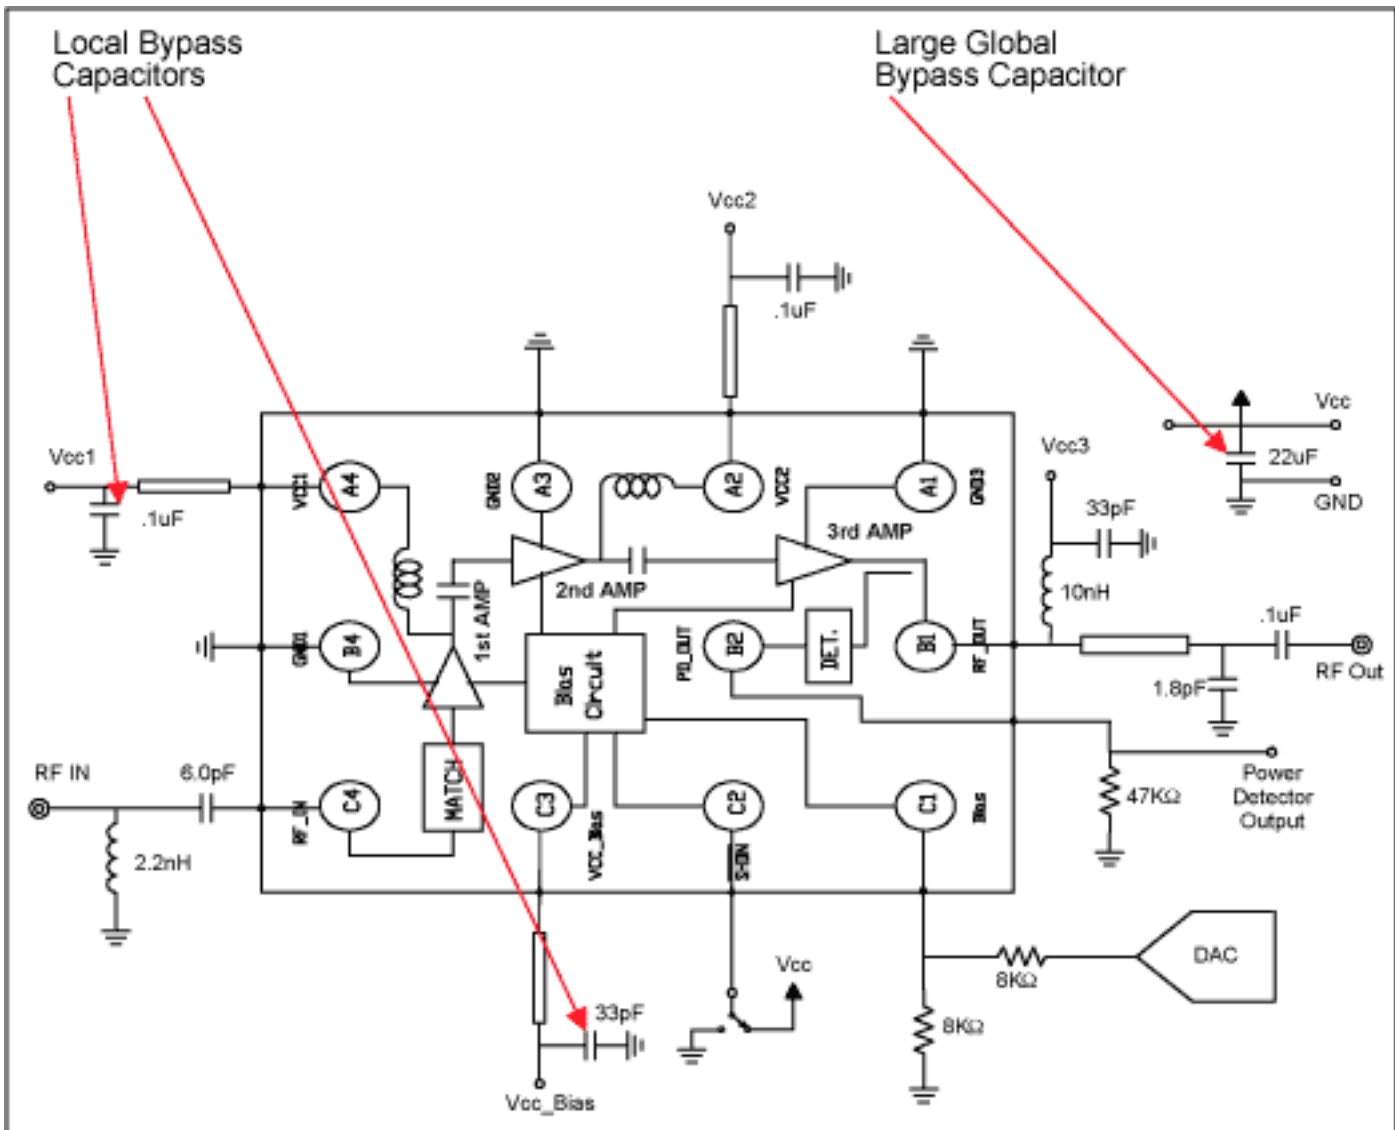 Local Bypass
Capacitors
Large Global
Bypass Capacitor
Vcc2
.1uF
Vcc1
.1uF
Vcc
22uF
GND
Vcc3
33pF
10nH
.1uF
RF Out
1.8pF
VCC1
A4
GND2
A3
A2
VCC2
A1
GND3
3rd AMP
2nd AMP
1st AMP
GND1
B4
Bias
Circuit
PD_OUT
B2
DET.
B1
RF_OUT
RF IN
6.0pF
2.2nH
RF_IN
C4
MATCH
C3
VCC_Bias
C2
SHDN
C1
Bias
47KΩ
Power
Detector
Output
Vcc
33pF
Vcc_Bias
8KΩ
8KΩ
DAC